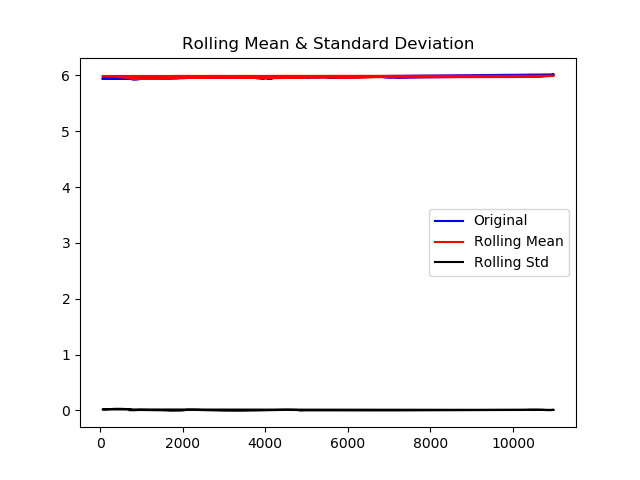 Rolling Mean & Standard Deviation
6
5
4
3
2
1
0
Original
Rolling Mean
Rolling Std
0 2000 4000 6000 8000 10000